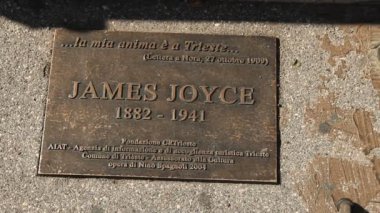 ...la mia anima è a Trieste...
(Lettera a Nora, 27 ottobre 1909)
JAMES JOYCE
1882 - 1941
Fondazione CRTrieste
AIAT - Agenzia di informazione e di accoglienza turistica Trieste
Comune di Trieste - Assessorato alla Cultura
opera di Nino Spagnoli 2004